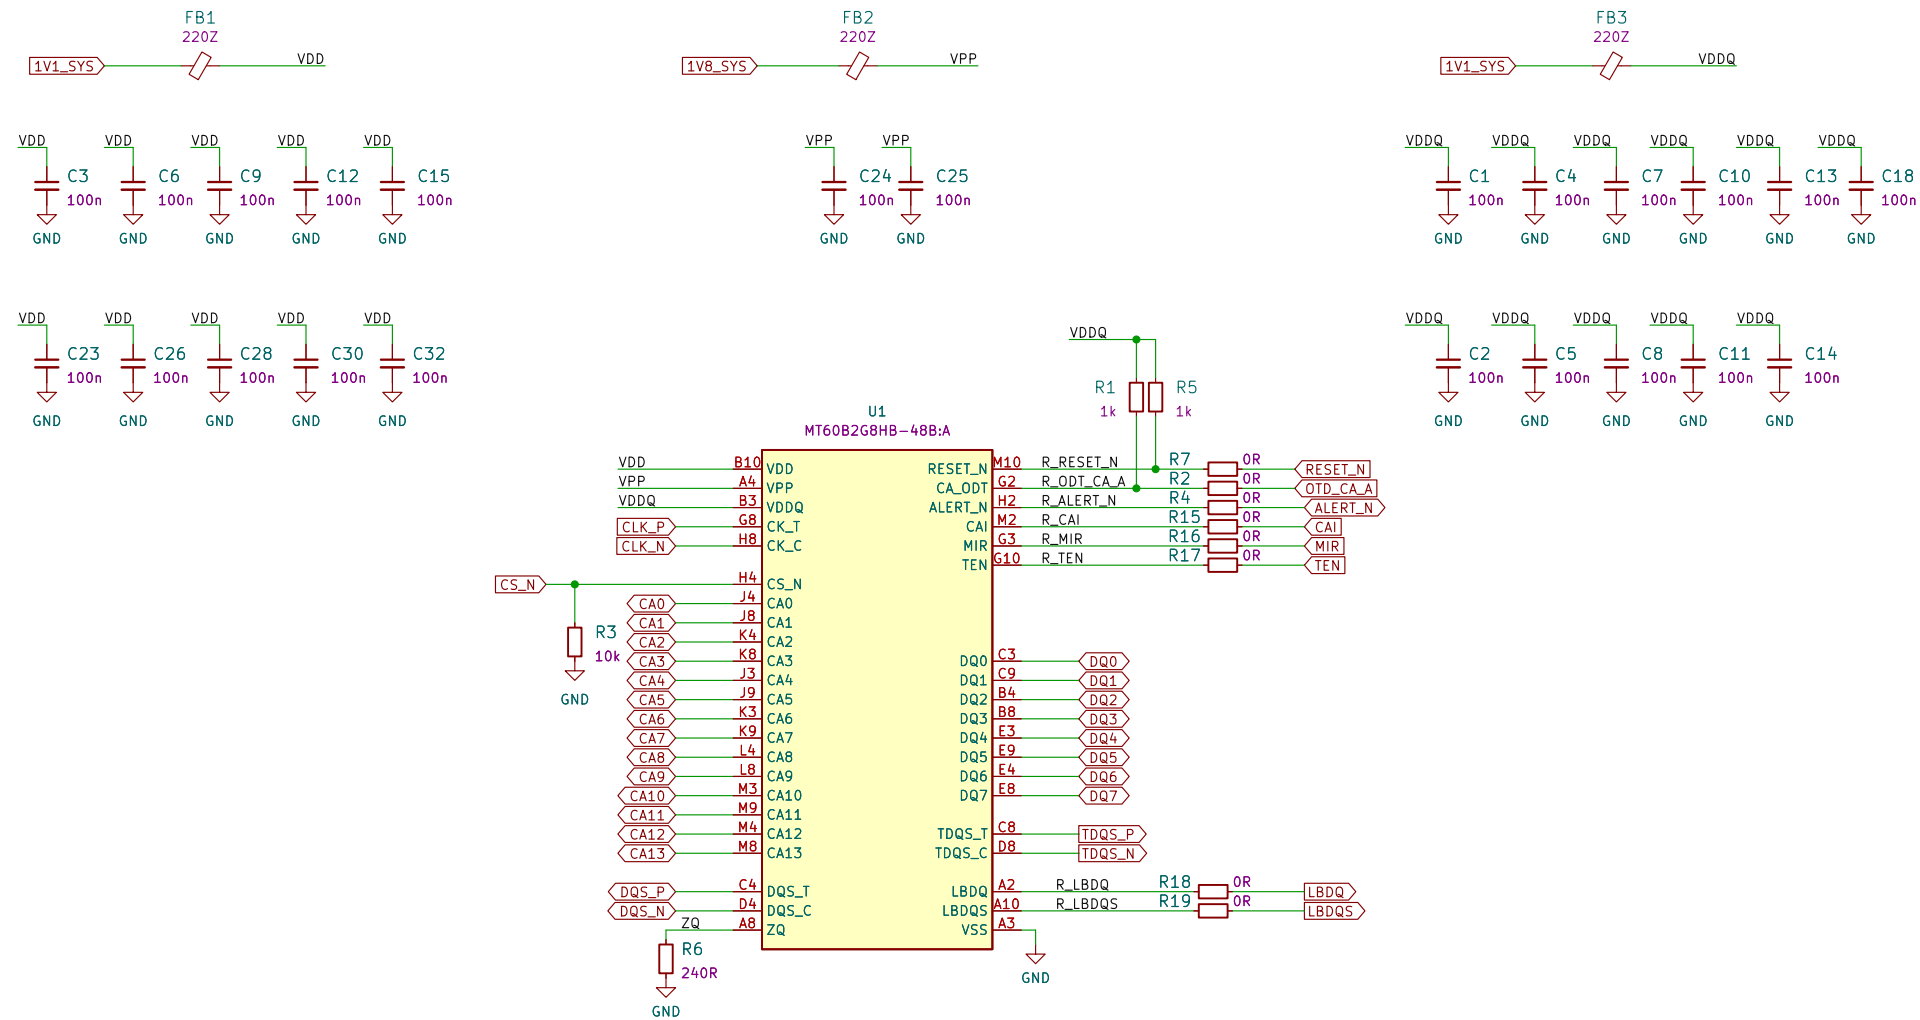 FB1
220Z
1V1_SYS
VDD
FB2
220Z
1V8_SYS
VPP
FB3
220Z
1V1_SYS
VDDQ
VDD VDD VDD VDD VDD
C3 C6 C9 C12 C15
100n 100n 100n 100n 100n
GND GND GND GND GND
VPP VPP
C24 C25
100n 100n
GND GND
VDDQ VDDQ VDDQ VDDQ VDDQ VDDQ
C1 C4 C7 C10 C13 C18
100n 100n 100n 100n 100n 100n
GND GND GND GND GND GND
VDD VDD VDD VDD VDD
C23 C26 C28 C30 C32
100n 100n 100n 100n 100n
GND GND GND GND GND
VDDQ VDDQ VDDQ VDDQ VDDQ
C2 C5 C8 C11 C14
100n 100n 100n 100n 100n
GND GND GND GND GND
VDDQ
R1 R5
1k 1k
U1
MT60B2G8HB-48B:A
VDD B10 VDD RESET_N M10 R_RESET_N R7 0R RESET_N
VPP A4 VPP CA_ODT G2 R_ODT_CA_A R2 0R OTD_CA_A
VDDQ B3 VDDQ ALERT_N H2 R_ALERT_N R4 0R ALERT_N
CLK_P G8 CK_T CAI M2 R_CAI R15 0R CAI
CLK_N H8 CK_C MIR G3 R_MIR R16 0R MIR
TEN G10 R_TEN R17 0R TEN
CS_N H4 CS_N
CA0 J4 CA0
CA1 J8 CA1
R3
10k
GND
CA2 K4 CA2
CA3 K8 CA3 DQ0 C3 DQ0
CA4 J3 CA4 DQ1 C9 DQ1
CA5 J9 CA5 DQ2 B4 DQ2
CA6 K3 CA6 DQ3 B8 DQ3
CA7 K9 CA7 DQ4 E3 DQ4
CA8 L4 CA8 DQ5 E9 DQ5
CA9 L8 CA9 DQ6 E4 DQ6
CA10 M3 CA10 DQ7 E8 DQ7
CA11 M9 CA11
CA12 M4 CA12 TDQS_T C8 TDQS_P
CA13 M8 CA13 TDQS_C D8 TDQS_N
DQS_P C4 DQS_T LBDQ A2 R_LBDQ R18 0R LBDQ
DQS_N D4 DQS_C LBDQS A10 R_LBDQS R19 0R LBDQS
ZQ A8 ZQ VSS A3
R6
240R
GND
GND